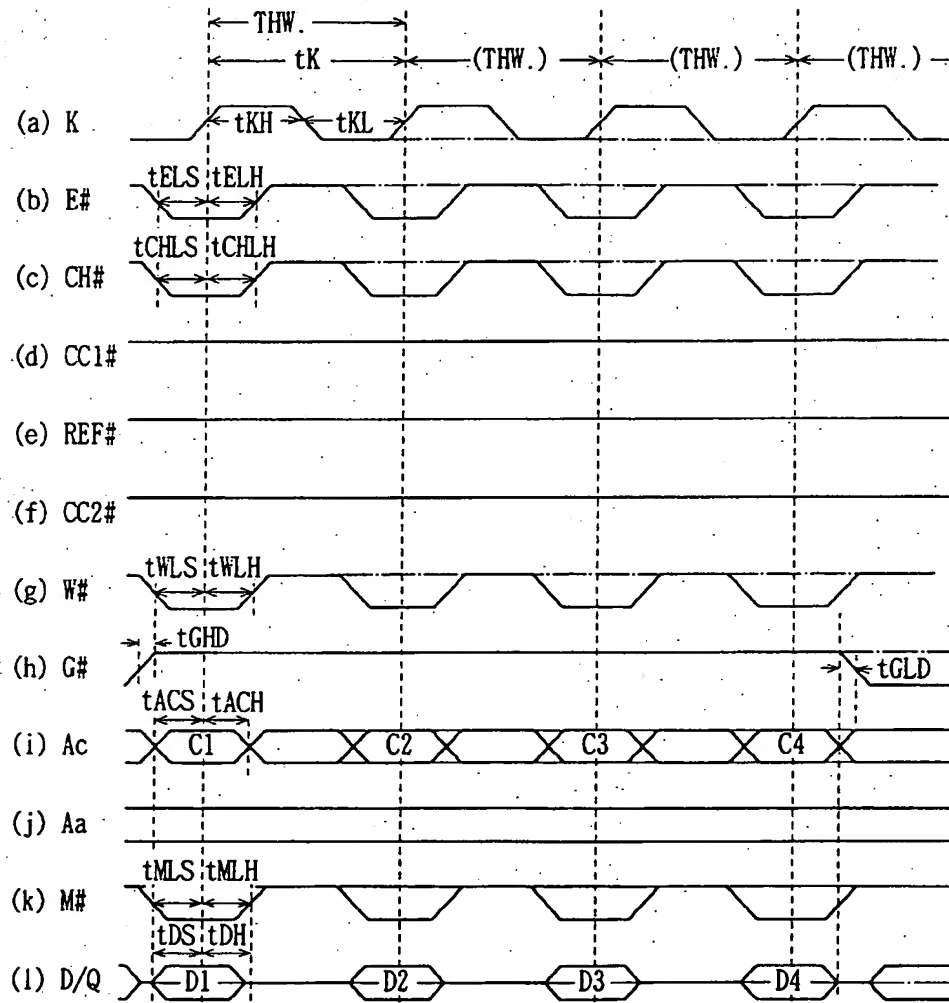 THW.
tK (THW.) (THW.) (THW.)
(a) K tKH tKL
tELS tELH
(b) E#
tCHLS tCHLH
(c) CH#
(d) CC1#
(e) REF#
(f) CC2#
tWLS tWLH
(g) W#
tGHD
(h) G# tGLD
tACS tACH
(i) Ac C1 C2 C3 C4
(j) Aa
tMLS tMLH
(k) M#
tDS tDH
(l) D/Q D1 D2 D3 D4